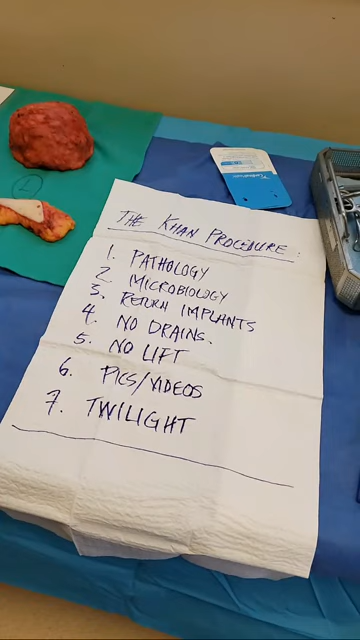 THE KHAN PROCEDURE:
1. PATHOLOGY
2. MICROBIOLOGY
3. RETURN IMPLANTS
4. NO DRAINS.
5. NO LIFT
6. PICS/VIDEOS
7. TWILIGHT